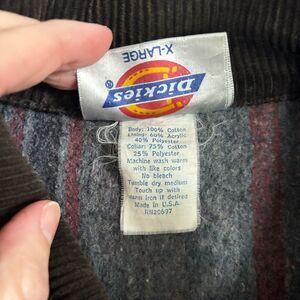 X-LARGE
Dickies
®
Body: 100% Cotton
Lining: 60% Acrylic
40% Polyester
Collar: 75% Cotton
25% Polyester
Machine wash warm
with like colors
No bleach
Tumble dry medium
Touch up with
warm iron if desired
Made in U.S.A.
RN20697